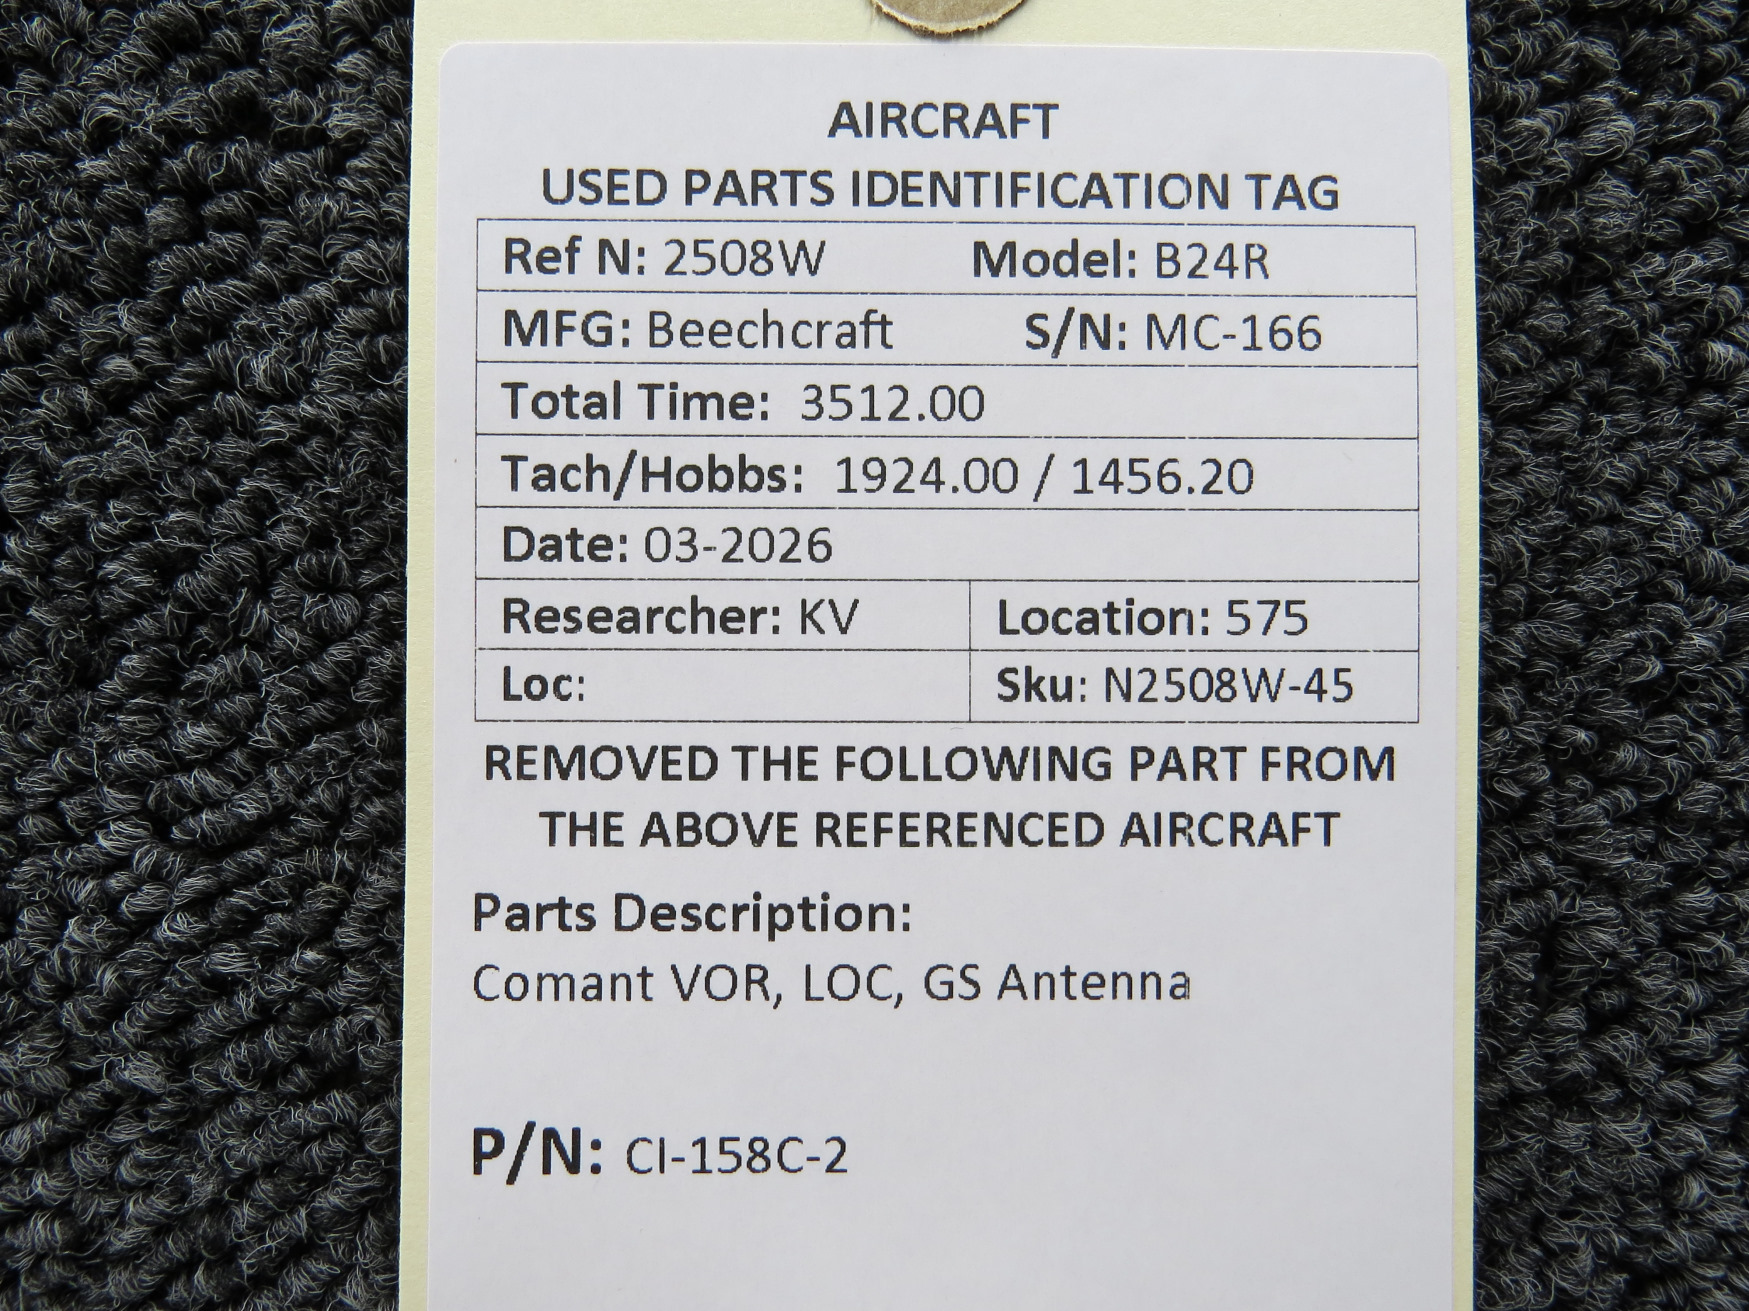 AIRCRAFT
USED PARTS IDENTIFICATION TAG
Ref N: 2508W Model: B24R
MFG: Beechcraft S/N: MC-166
Total Time: 3512.00
Tach/Hobbs: 1924.00 / 1456.20
Date: 03-2026
Researcher: KV Location: 575
Loc: Sku: N2508W-45
REMOVED THE FOLLOWING PART FROM
THE ABOVE REFERENCED AIRCRAFT
Parts Description:
Comant VOR, LOC, GS Antenna
P/N: CI-158C-2